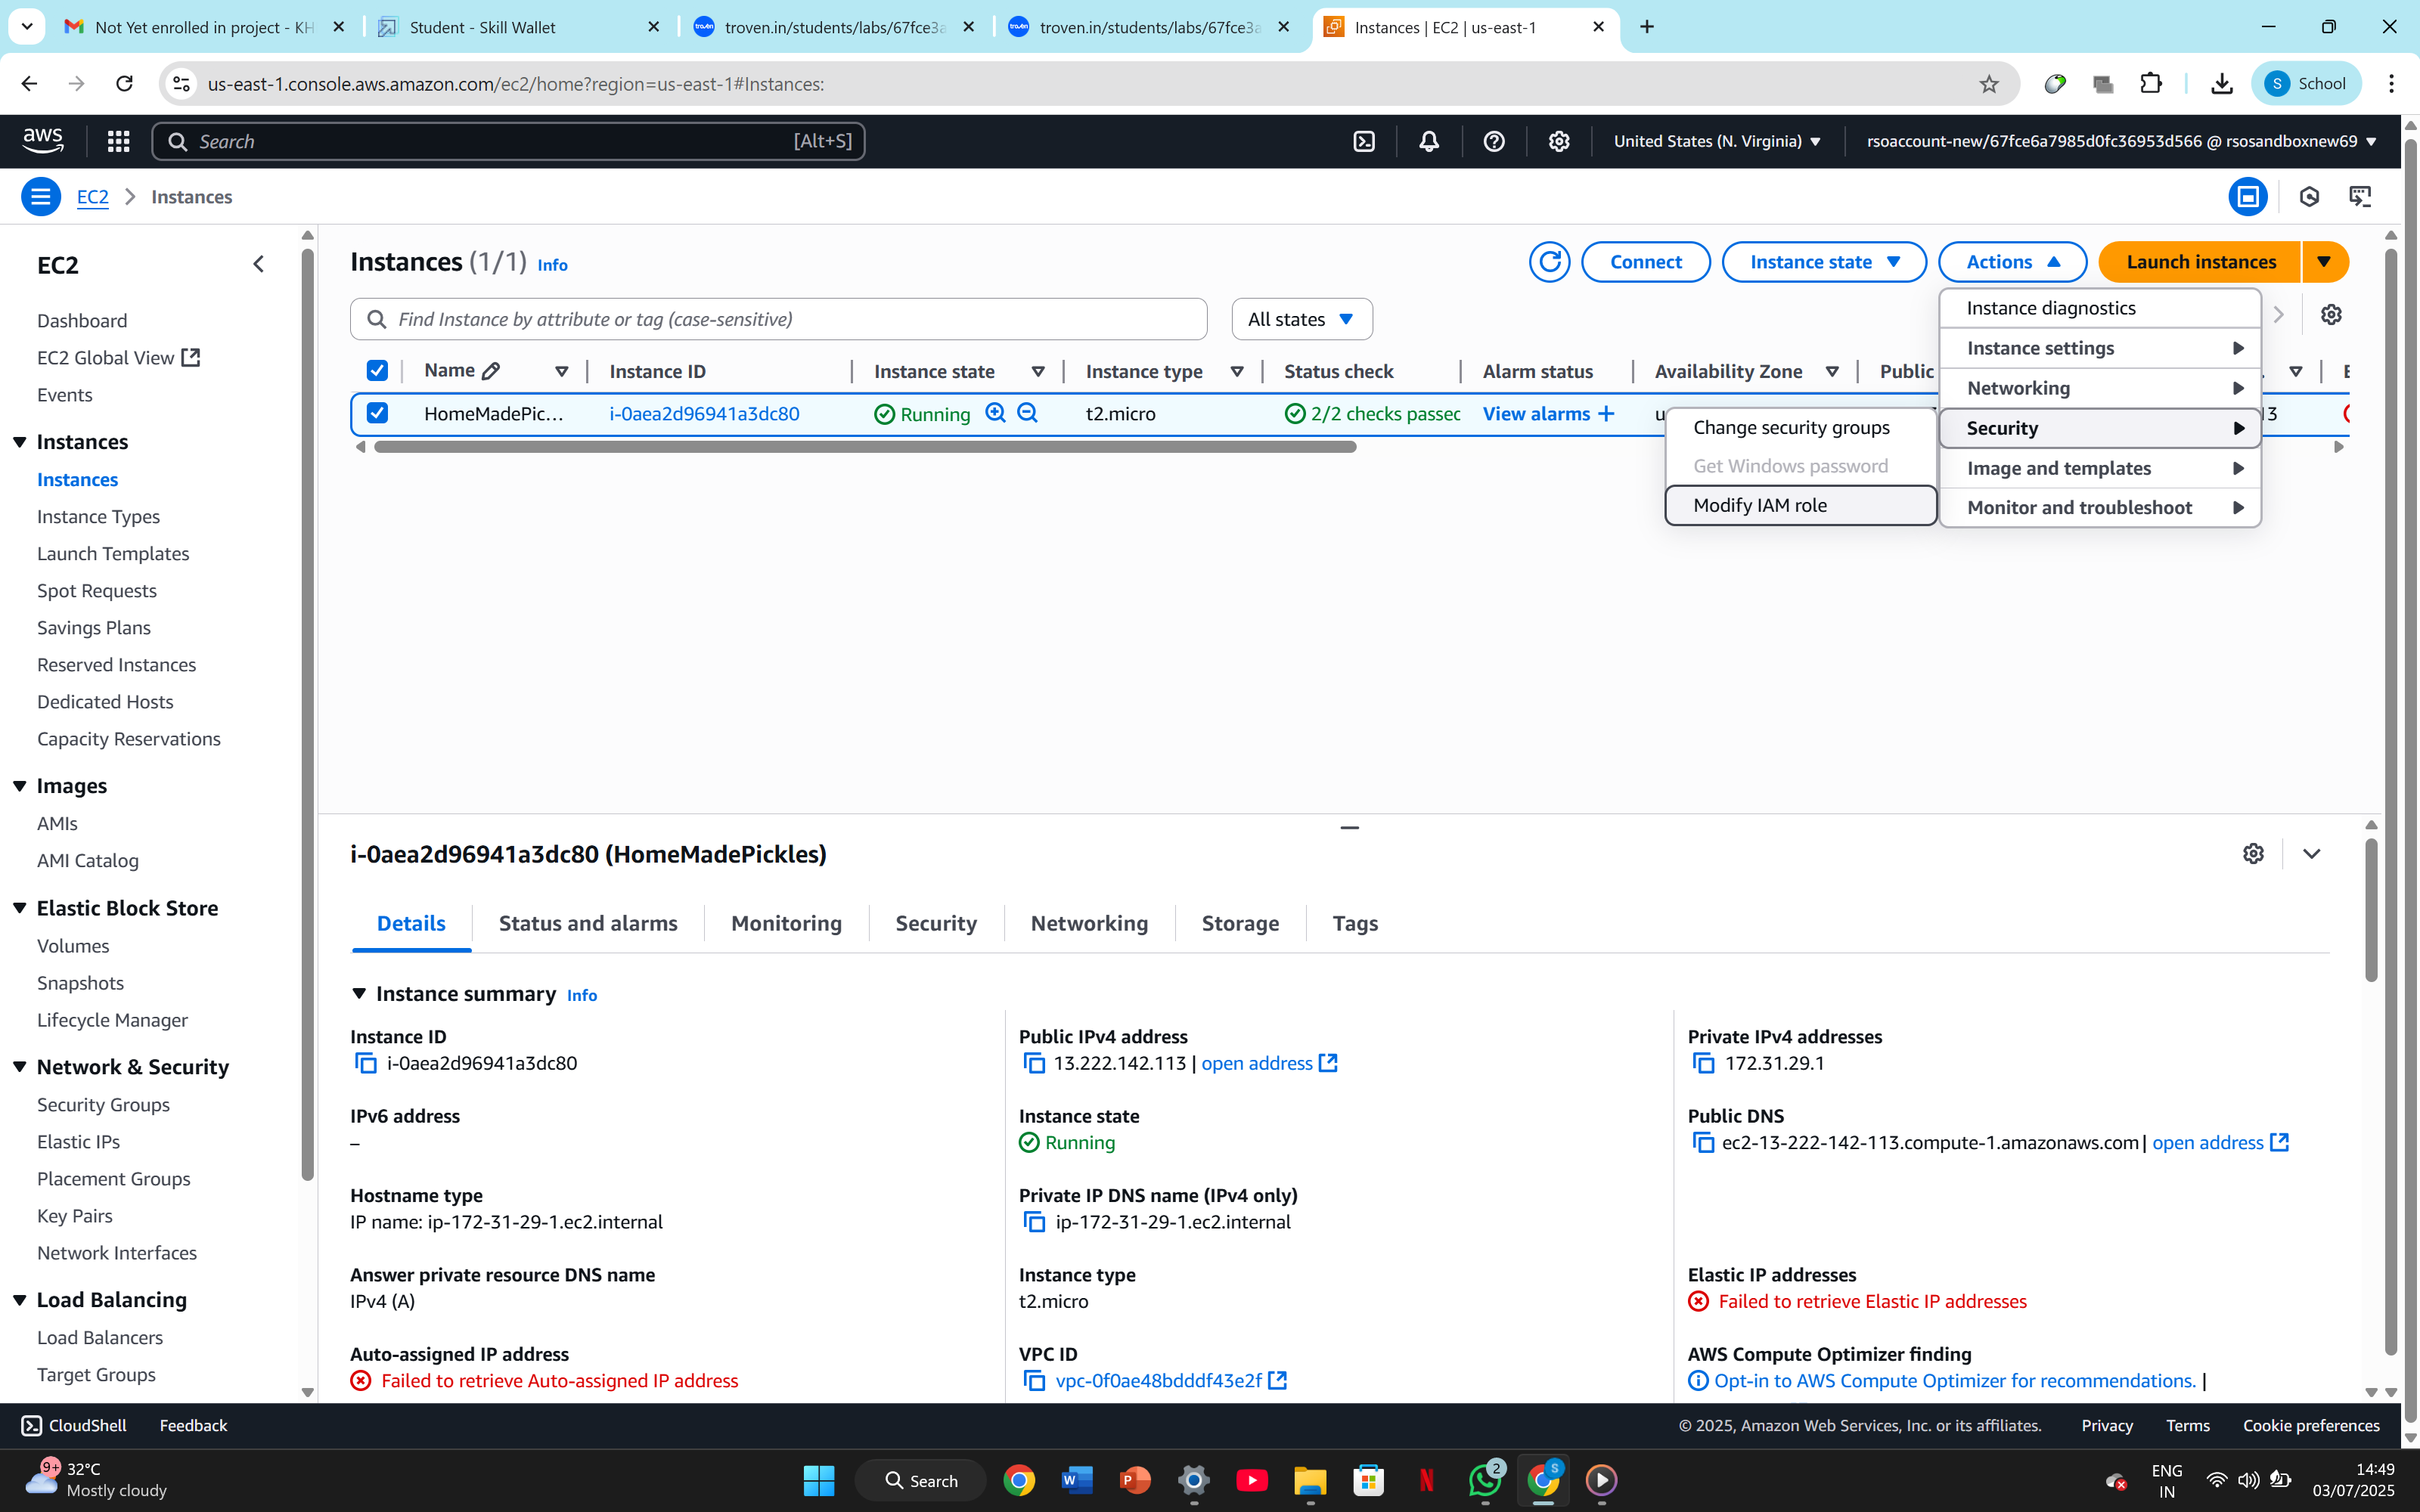 Not Yet enrolled in project - KH
Student - Skill Wallet
troven.in/students/labs/67fce3a
troven.in/students/labs/67fce3a
Instances | EC2 | us-east-1
us-east-1.console.aws.amazon.com/ec2/home?region=us-east-1#Instances:
S School
aws
Search [Alt+S]
United States (N. Virginia)
rsoaccount-new/67fce6a7985d0fc36953d566 @ rsosandboxnew69
EC2 > Instances
EC2
Dashboard
EC2 Global View
Events
Instances
Instances
Instance Types
Launch Templates
Spot Requests
Savings Plans
Reserved Instances
Dedicated Hosts
Capacity Reservations
Images
AMIs
AMI Catalog
Elastic Block Store
Volumes
Snapshots
Lifecycle Manager
Network & Security
Security Groups
Elastic IPs
Placement Groups
Key Pairs
Network Interfaces
Load Balancing
Load Balancers
Target Groups
Instances (1/1) Info
Connect
Instance state
Actions
Launch instances
Find Instance by attribute or tag (case-sensitive)
All states
Name
Instance ID
Instance state
Instance type
Status check
Alarm status
Availability Zone
Public
HomeMadePic...
i-0aea2d96941a3dc80
Running
t2.micro
2/2 checks passec
View alarms +
u
13
Instance diagnostics
Instance settings
Networking
Security
Image and templates
Monitor and troubleshoot
Change security groups
Get Windows password
Modify IAM role
i-0aea2d96941a3dc80 (HomeMadePickles)
Details
Status and alarms
Monitoring
Security
Networking
Storage
Tags
Instance summary Info
Instance ID
i-0aea2d96941a3dc80
Public IPv4 address
13.222.142.113 | open address
Private IPv4 addresses
172.31.29.1
IPv6 address
–
Instance state
Running
Public DNS
ec2-13-222-142-113.compute-1.amazonaws.com | open address
Hostname type
IP name: ip-172-31-29-1.ec2.internal
Private IP DNS name (IPv4 only)
ip-172-31-29-1.ec2.internal
Answer private resource DNS name
IPv4 (A)
Instance type
t2.micro
Elastic IP addresses
Failed to retrieve Elastic IP addresses
Auto-assigned IP address
Failed to retrieve Auto-assigned IP address
VPC ID
vpc-0f0ae48bdddf43e2f
AWS Compute Optimizer finding
Opt-in to AWS Compute Optimizer for recommendations. |
CloudShell
Feedback
© 2025, Amazon Web Services, Inc. or its affiliates.
Privacy
Terms
Cookie preferences
9+
32°C
Mostly cloudy
Search
2
S
ENG
IN
14:49
03/07/2025